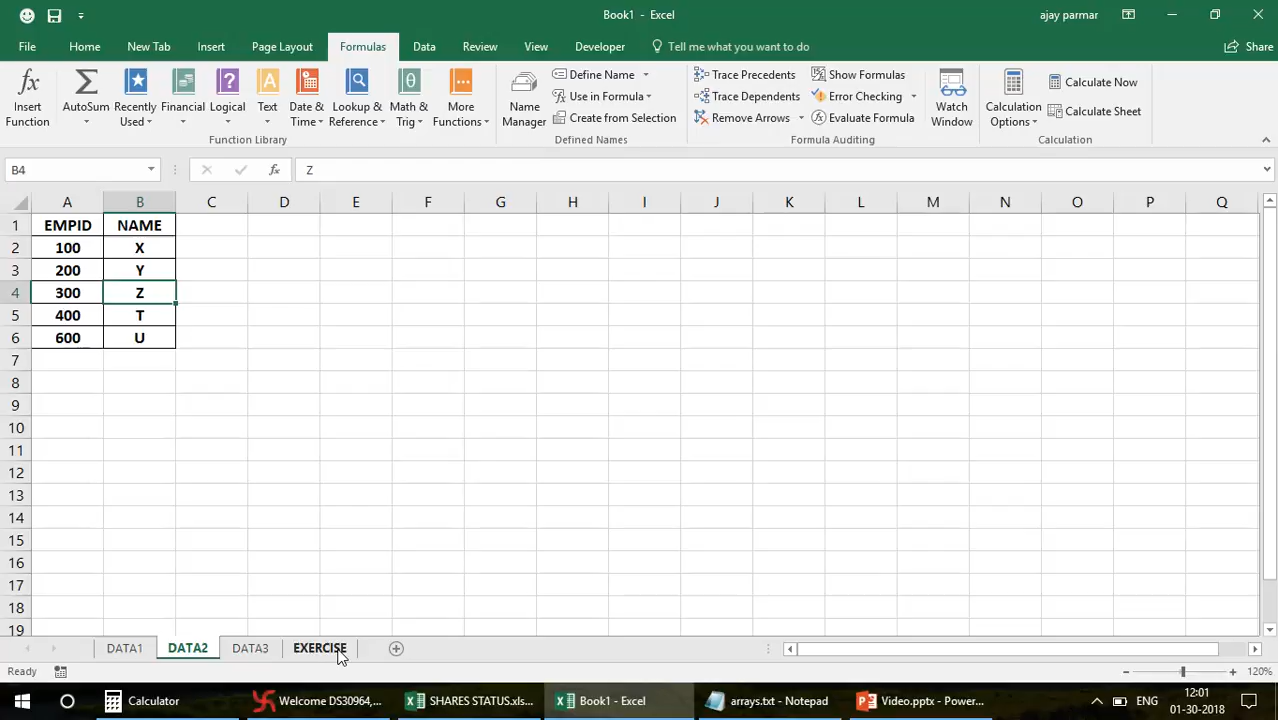 Book1 - Excel
ajay parmar
File Home New Tab Insert Page Layout Formulas Data Review View Developer Tell me what you want to do Share
Insert Function
AutoSum
Recently Used
Financial
Logical
Text
Date & Time
Lookup & Reference
Math & Trig
More Functions
Function Library
Name Manager
Define Name
Use in Formula
Create from Selection
Defined Names
Trace Precedents
Trace Dependents
Remove Arrows
Show Formulas
Error Checking
Evaluate Formula
Formula Auditing
Watch Window
Calculation Options
Calculate Now
Calculate Sheet
Calculation
B4 fx Z
A B C D E F G H I J K L M N O P Q
1 EMPID NAME
2 100 X
3 200 Y
4 300 Z
5 400 T
6 600 U
7
8
9
10
11
12
13
14
15
16
17
18
19
DATA1 DATA2 DATA3 EXERCISE
Ready 120%
Calculator Welcome DS30964,... SHARES STATUS.xls... Book1 - Excel arrays.txt - Notepad Video.pptx - Power... ENG 12:01
01-30-2018